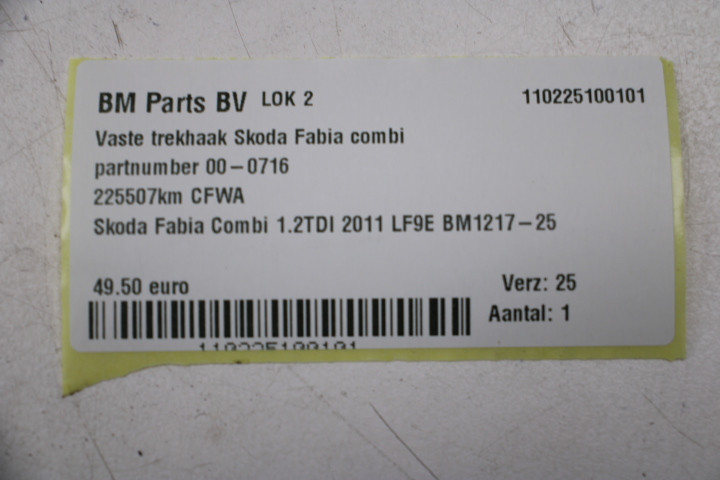 BM Parts BV LOK 2 110225100101
Vaste trekhaak Skoda Fabia combi
partnumber 00-0716
225507km CFWA
Skoda Fabia Combi 1.2TDI 2011 LF9E BM1217-25
49.50 euro Verz: 25
Aantal: 1
110225100101